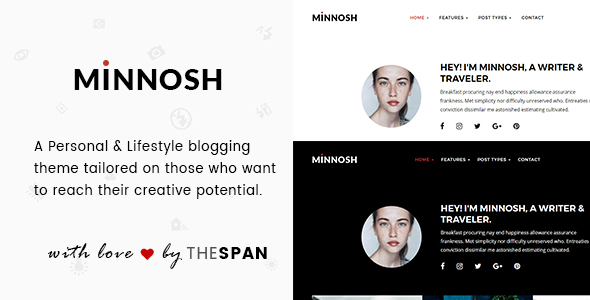 MINNOSH
A Personal & Lifestyle blogging
theme tailored on those who want
to reach their creative potential.
with love by THESPAN
MINNOSH
HOME FEATURES POST TYPES CONTACT
HEY! I'M MINNOSH, A WRITER &
TRAVELER.
Breakfast procuring nay end happiness allowance assurance
frankness. Met simplicity nor difficulty unreserved who. Entreaties
conviction dissimilar me astonished estimating cultivated.
MINNOSH
HOME FEATURES POST TYPES CONTACT
HEY! I'M MINNOSH, A WRITER &
TRAVELER.
Breakfast procuring nay end happiness allowance assurance
frankness. Met simplicity nor difficulty unreserved who. Entreaties
conviction dissimilar me astonished estimating cultivated.